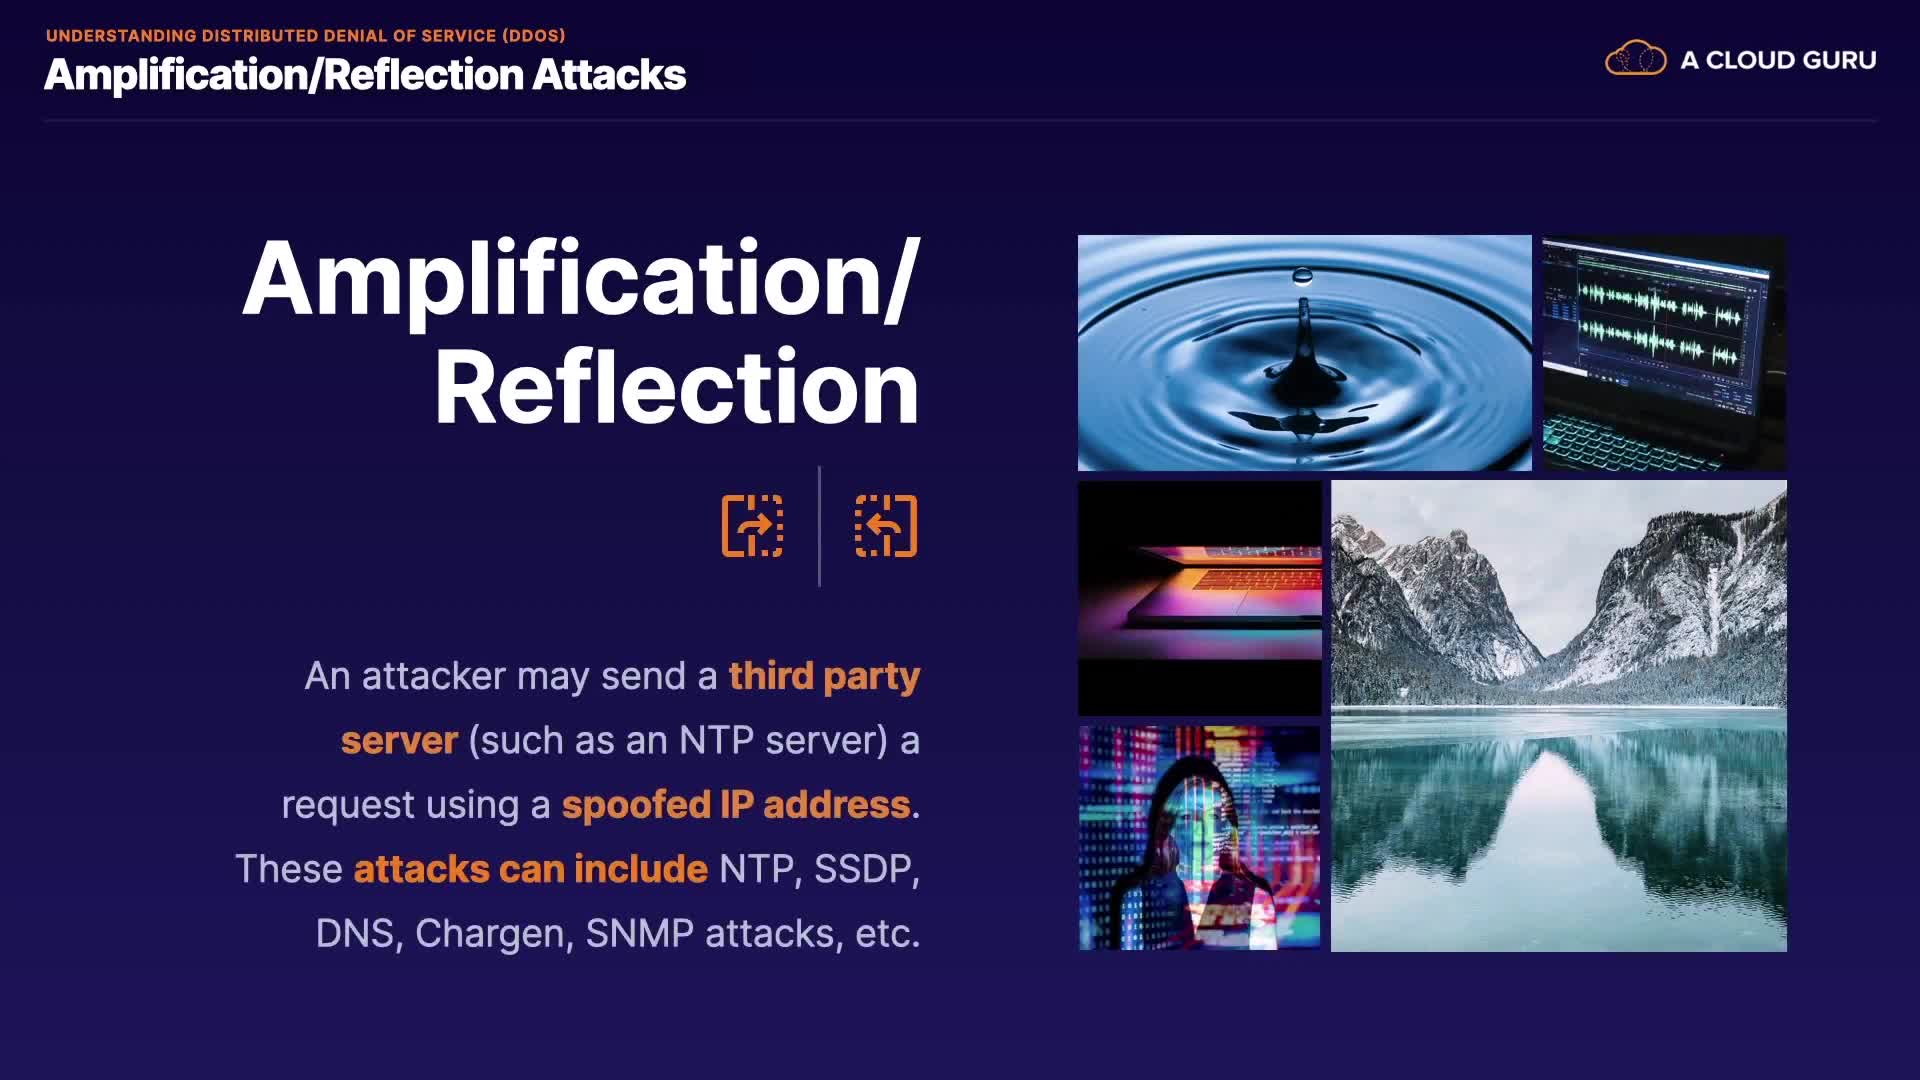 UNDERSTANDING DISTRIBUTED DENIAL OF SERVICE (DDOS)
Amplification/Reflection Attacks
A CLOUD GURU
Amplification/
Reflection
An attacker may send a third party
server (such as an NTP server) a
request using a spoofed IP address.
These attacks can include NTP, SSDP,
DNS, Chargen, SNMP attacks, etc.